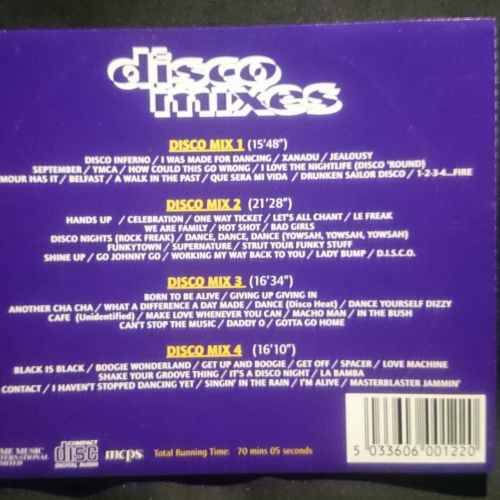 disco
mixes
DISCO MIX 1 (15'48")
DISCO INFERNO / I WAS MADE FOR DANCING / XANADU / JEALOUSY
SEPTEMBER / YMCA / HOW COULD THIS GO WRONG / I LOVE THE NIGHTLIFE (DISCO 'ROUND)
MOUR HAS IT / BELFAST / A WALK IN THE PAST / QUE SERA MI VIDA / DRUNKEN SAILOR DISCO / 1-2-3-4...FIRE
DISCO MIX 2 (21'28")
HANDS UP / CELEBRATION / ONE WAY TICKET / LET'S ALL CHANT / LE FREAK
WE ARE FAMILY / HOT SHOT / BAD GIRLS
DISCO NIGHTS (ROCK FREAK) / DANCE, DANCE, DANCE (YOWSAH, YOWSAH, YOWSAH)
FUNKYTOWN / SUPERNATURE / STRUT YOUR FUNKY STUFF
SHINE UP / GO JOHNNY GO / WORKING MY WAY BACK TO YOU / LADY BUMP / D.I.S.C.O.
DISCO MIX 3 (16'34")
BORN TO BE ALIVE / GIVING UP GIVING IN
ANOTHER CHA CHA / WHAT A DIFFERENCE A DAY MADE / DANCE (Disco Heat) / DANCE YOURSELF DIZZY
CAFE (Unidentified) / MAKE LOVE WHENEVER YOU CAN / MACHO MAN / IN THE BUSH
CAN'T STOP THE MUSIC / DADDY O / GOTTA GO HOME
DISCO MIX 4 (16'10")
BLACK IS BLACK / BOOGIE WONDERLAND / GET UP AND BOOGIE / GET OFF / SPACER / LOVE MACHINE
SHAKE YOUR GROOVE THING / IT'S A DISCO NIGHT / LA BAMBA
CONTACT / I HAVEN'T STOPPED DANCING YET / SINGIN' IN THE RAIN / I'M ALIVE / MASTERBLASTER JAMMIN'
ME MUSIC
TERNATIONAL
IMITED
COMPACT
disc
DIGITAL AUDIO
mcps
Total Running Time: 70 mins 05 seconds
5 033606 001220